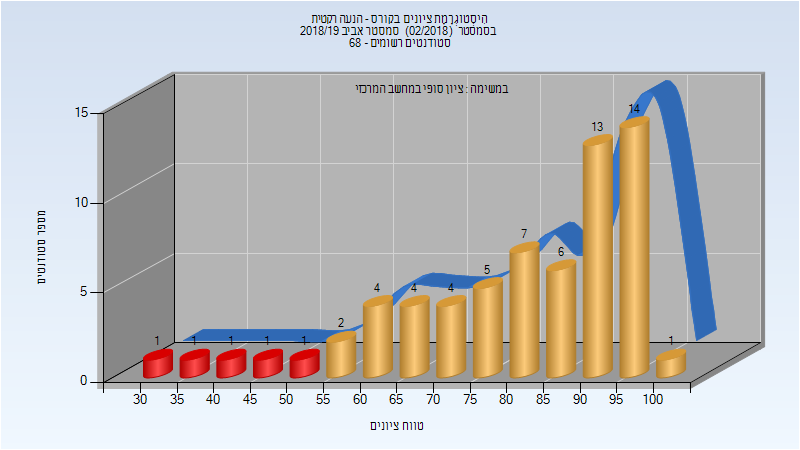 היסטוגרמת ציונים בקורס - הנעה רקטית
בסמסטר (02/2018) סמסטר אביב 2018/19
סטודנטים רשומים - 68
במשימה : ציון סופי במחשב המרכזי
מספר סטודנטים
15
10
5
0
1
1
1
1
1
2
4
4
4
5
7
6
13
14
1
30 35 40 45 50 55 60 65 70 75 80 85 90 95 100
טווח ציונים